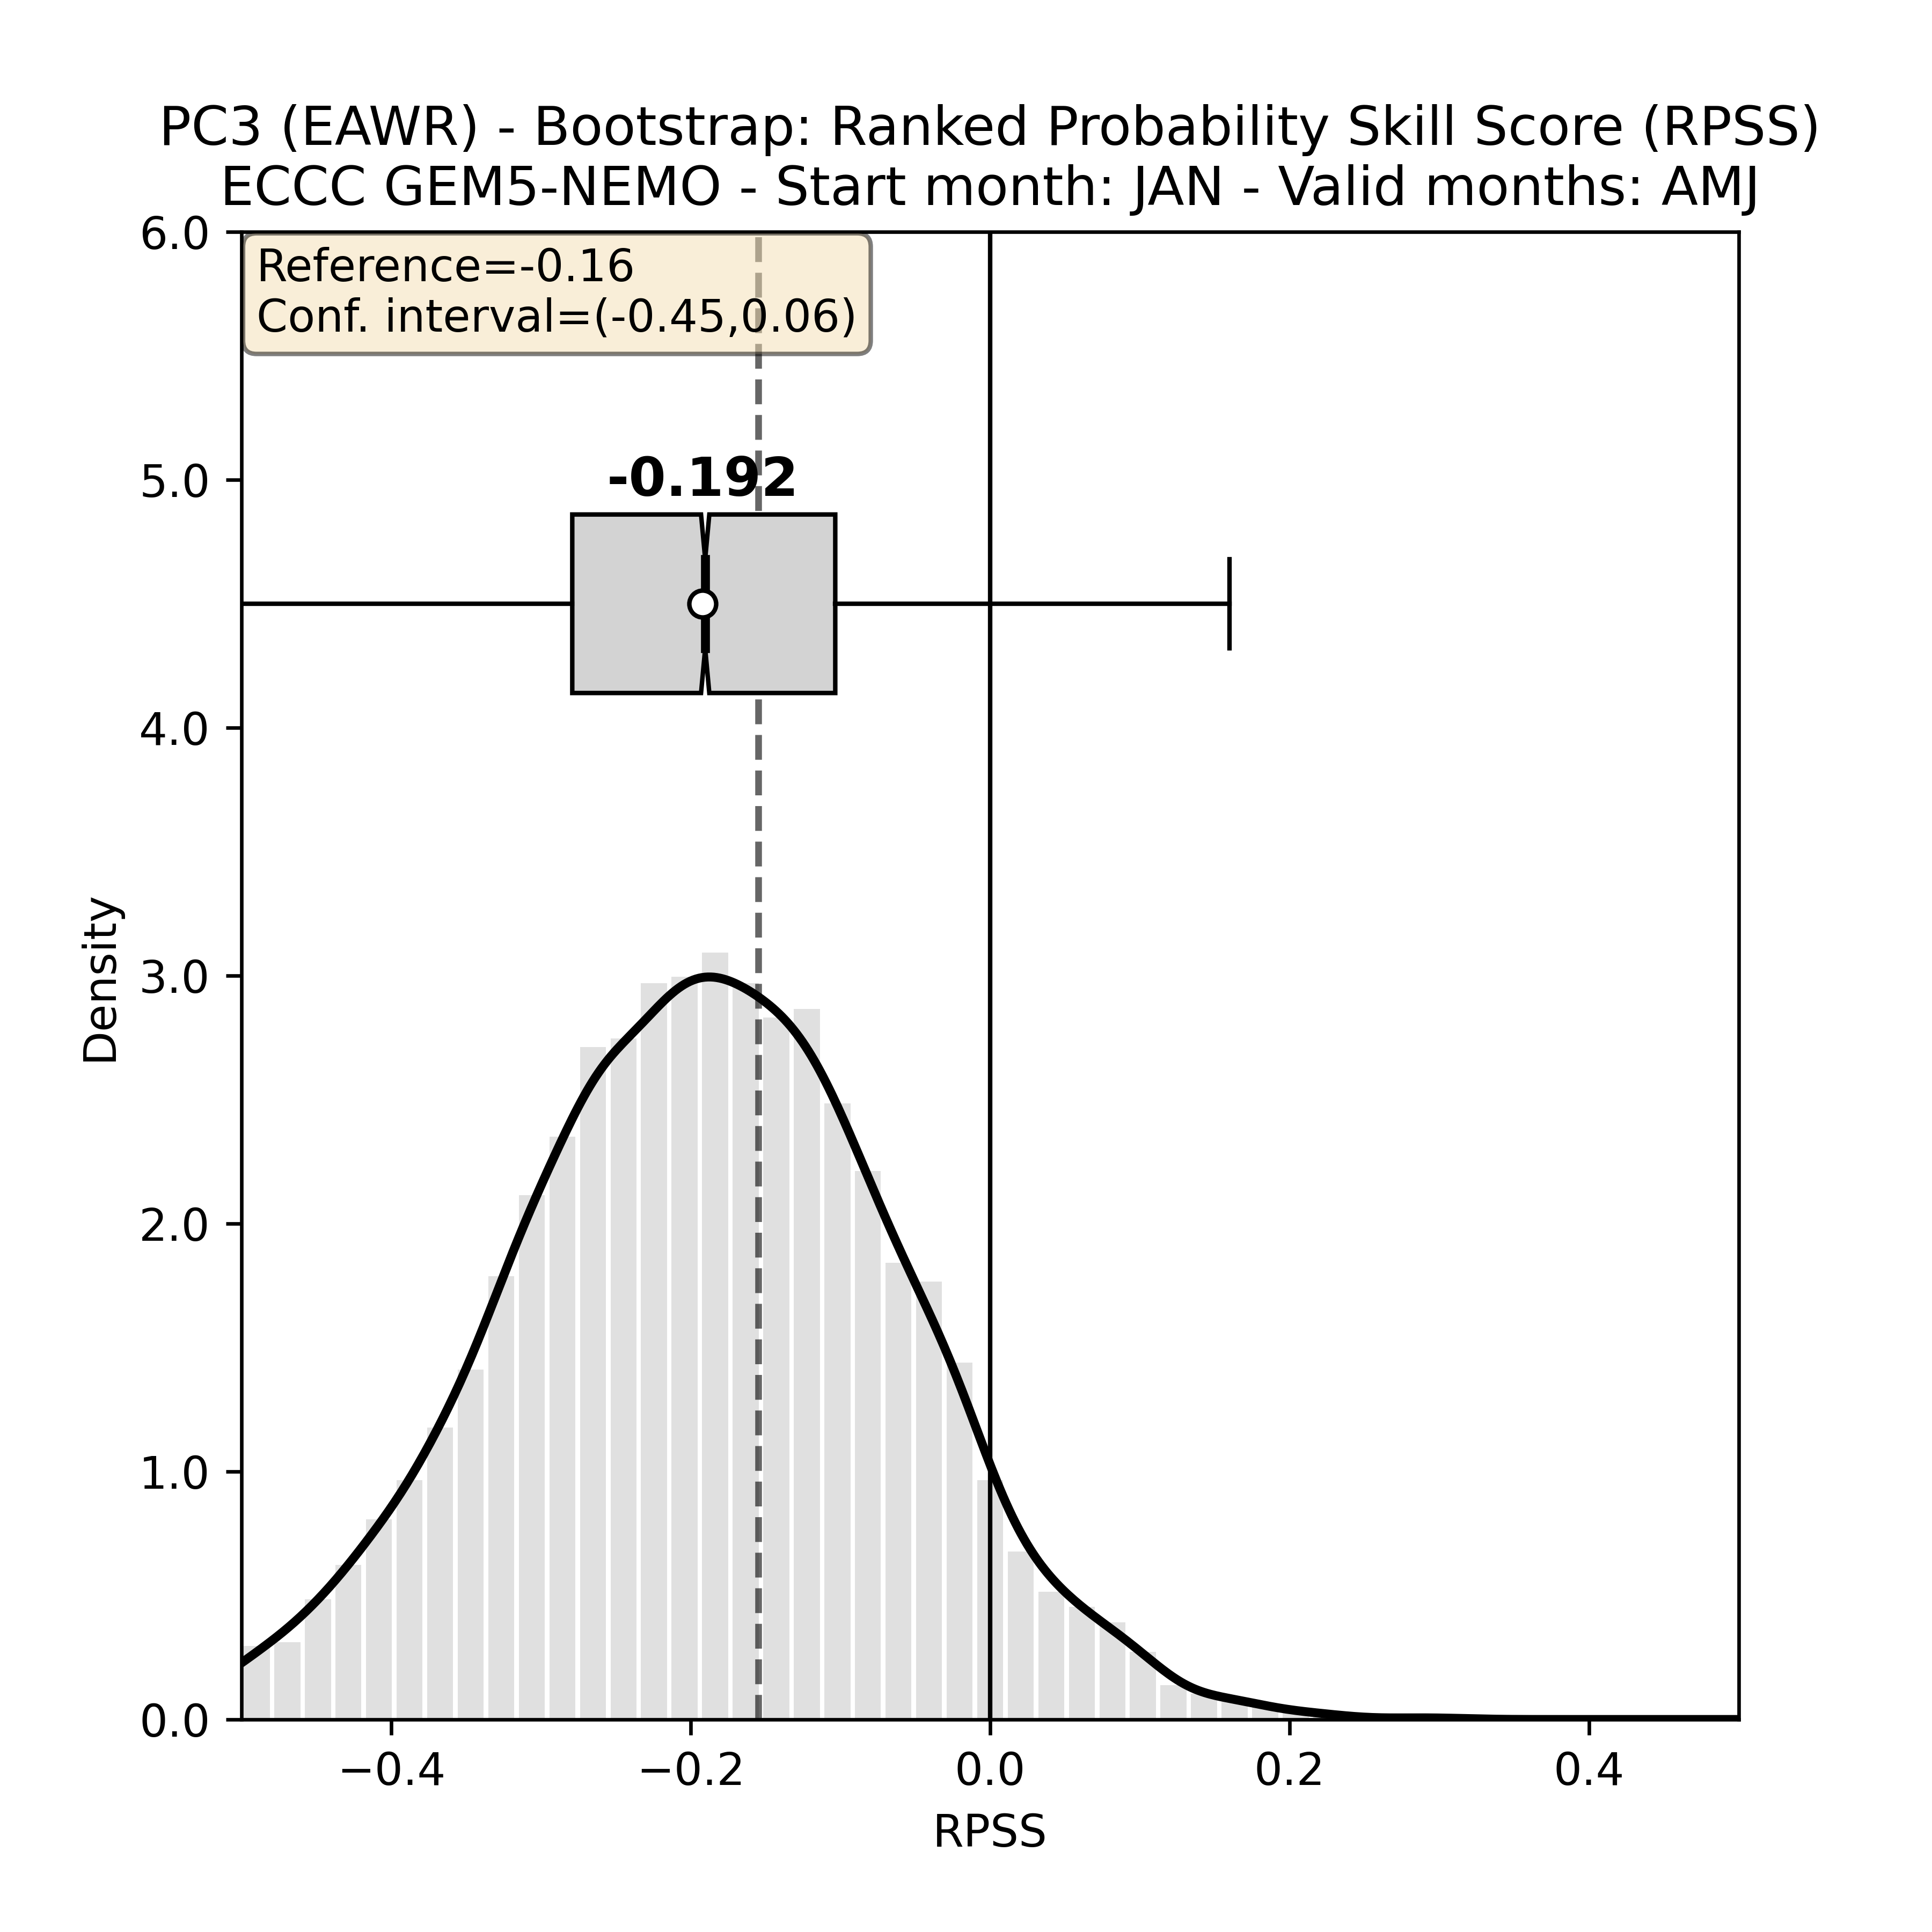 PC3 (EAWR) - Bootstrap: Ranked Probability Skill Score (RPSS)
ECCC GEM5-NEMO - Start month: JAN - Valid months: AMJ
6.0
Reference=-0.16
Conf. interval=(-0.45,0.06)
-0.192
5.0
4.0
3.0
2.0
1.0
0.0
Density
−0.4
−0.2
0.0
0.2
0.4
RPSS